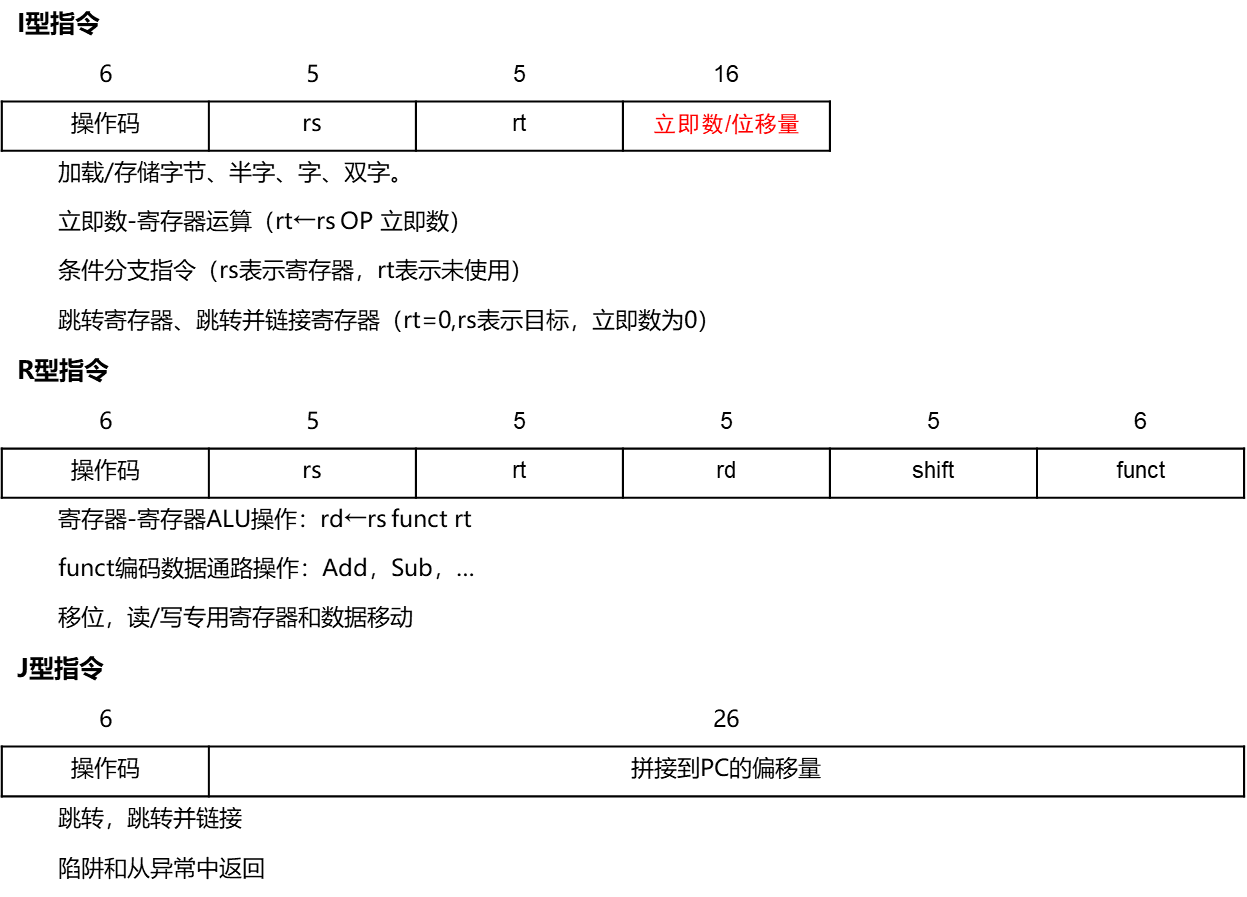 I型指令
6 5 5 16
操作码 rs rt 立即数/位移量
加载/存储字节、半字、字、双字。
立即数-寄存器运算（rt←rs OP 立即数）
条件分支指令（rs表示寄存器，rt表示未使用）
跳转寄存器、跳转并链接寄存器（rt=0,rs表示目标，立即数为0）
R型指令
6 5 5 5 5 6
操作码 rs rt rd shift funct
寄存器-寄存器ALU操作：rd←rs funct rt
funct编码数据通路操作：Add，Sub，...
移位，读/写专用寄存器和数据移动
J型指令
6 26
操作码 拼接到PC的偏移量
跳转，跳转并链接
陷阱和从异常中返回